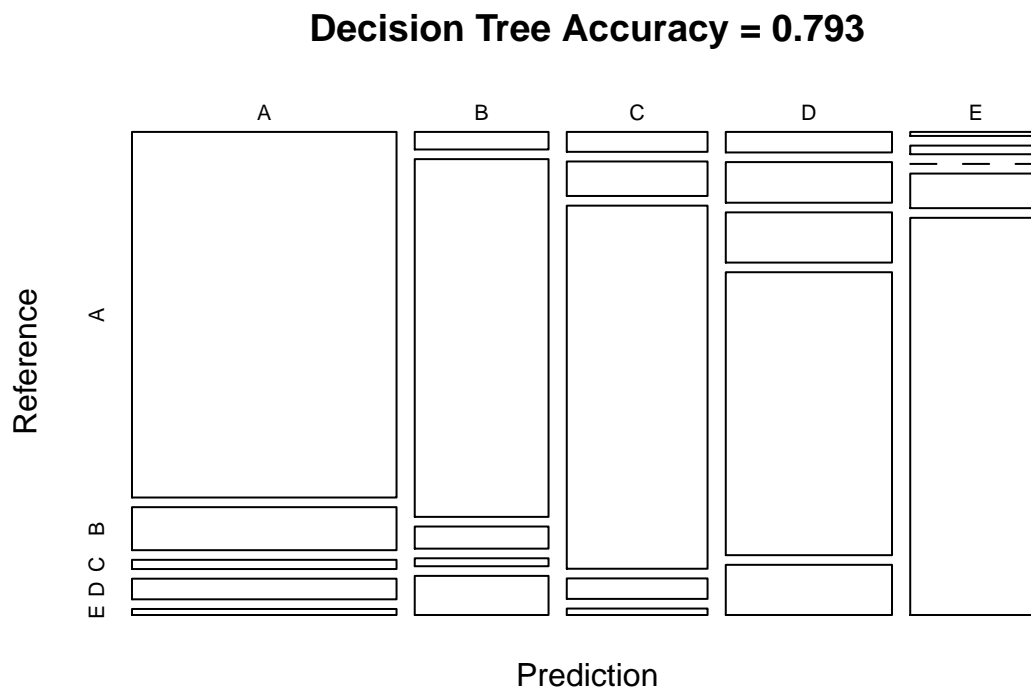 Decision Tree Accuracy = 0.793
A B C D E
Reference
A
B
C
D
E
Prediction